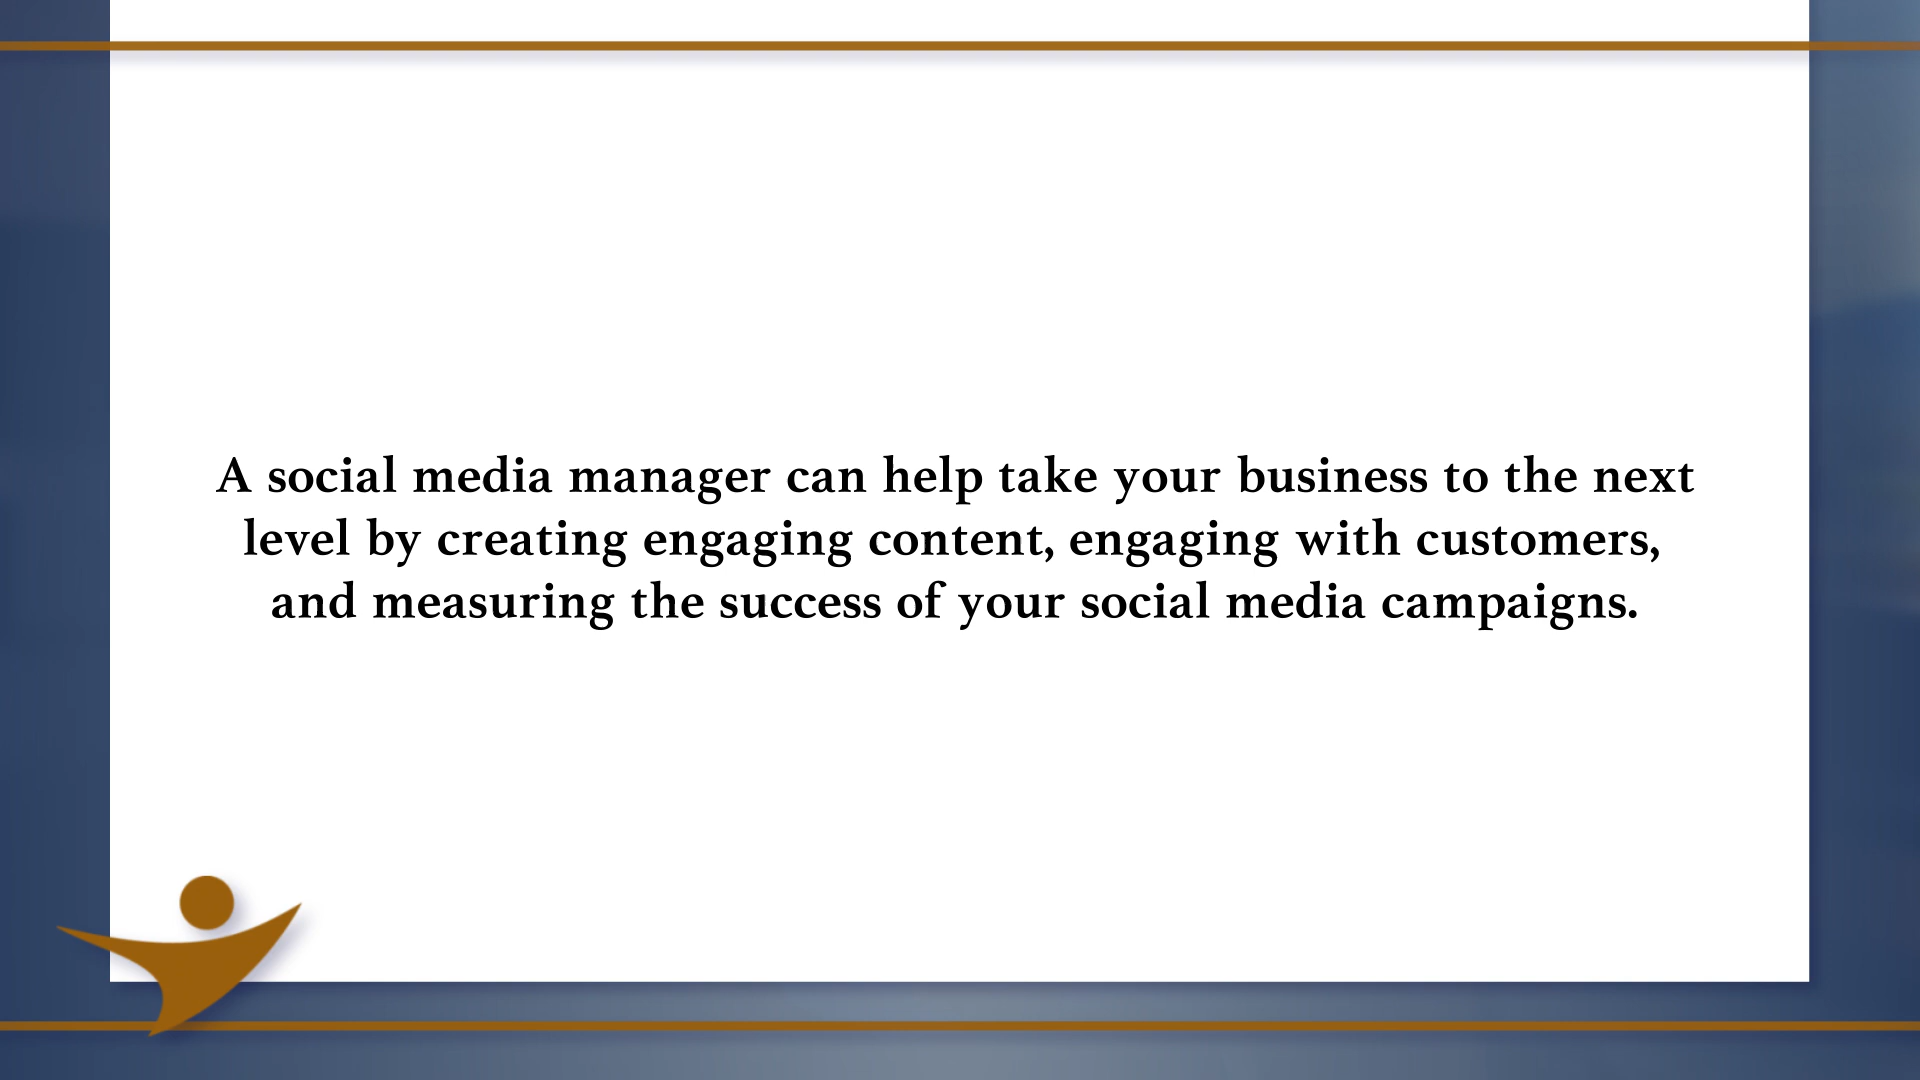 A social media manager can help take your business to the next
level by creating engaging content, engaging with customers,
and measuring the success of your social media campaigns.